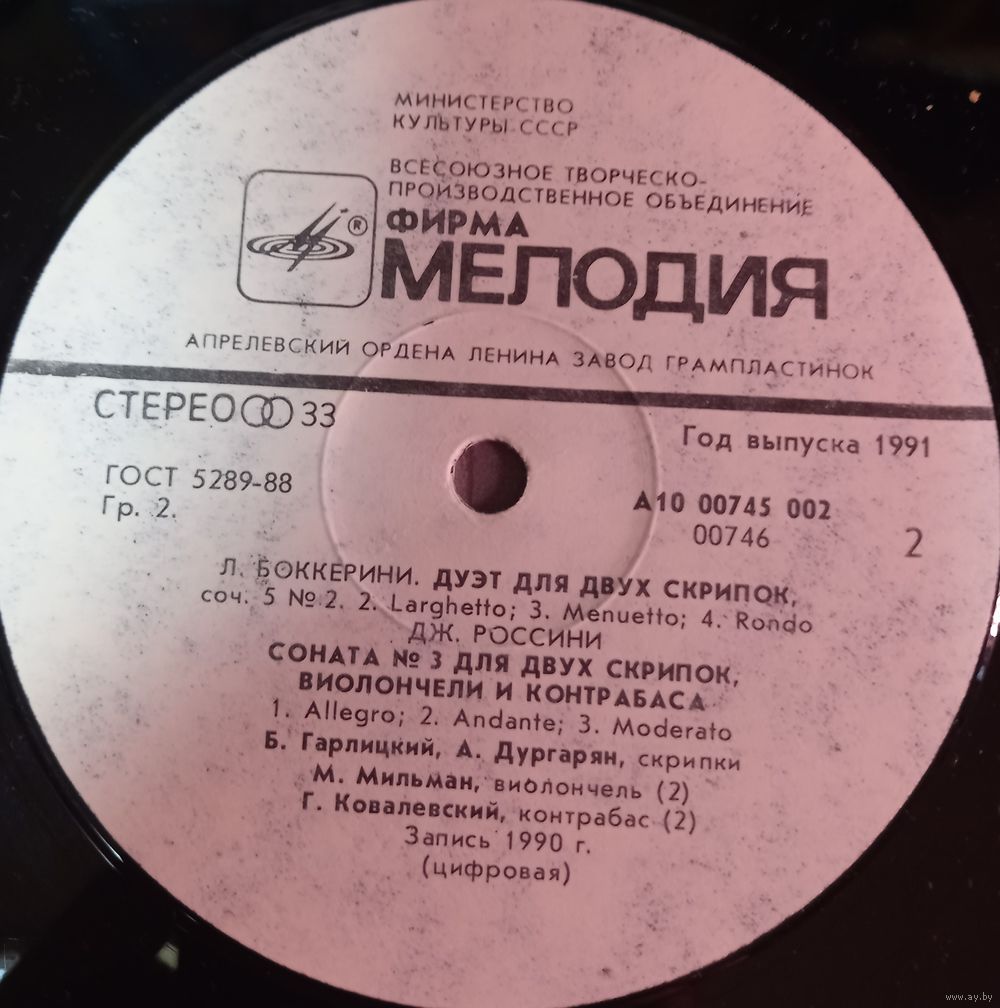 МИНИСТЕРСТВО
КУЛЬТУРЫ СССР
ВСЕСОЮЗНОЕ ТВОРЧЕСКО-
ПРОИЗВОДСТВЕННОЕ ОБЪЕДИНЕНИЕ
ФИРМА
®
МЕЛОДИЯ
АПРЕЛЕВСКИЙ ОРДЕНА ЛЕНИНА ЗАВОД ГРАМПЛАСТИНОК
СТЕРЕО 33
Год выпуска 1991
ГОСТ 5289-88
Гр. 2.
А10 00745 002
00746
2
Л. БОККЕРИНИ. ДУЭТ ДЛЯ ДВУХ СКРИПОК,
соч. 5 № 2. 2. Larghetto; 3. Menuetto; 4. Rondo
ДЖ. РОССИНИ
СОНАТА № 3 ДЛЯ ДВУХ СКРИПОК,
ВИОЛОНЧЕЛИ И КОНТРАБАСА
1. Allegro; 2. Andante; 3. Moderato
Б. Гарлицкий, А. Дургарян, скрипки
М. Мильман, виолончель (2)
Г. Ковалевский, контрабас (2)
Запись 1990 г.
(цифровая)
www.ay.by